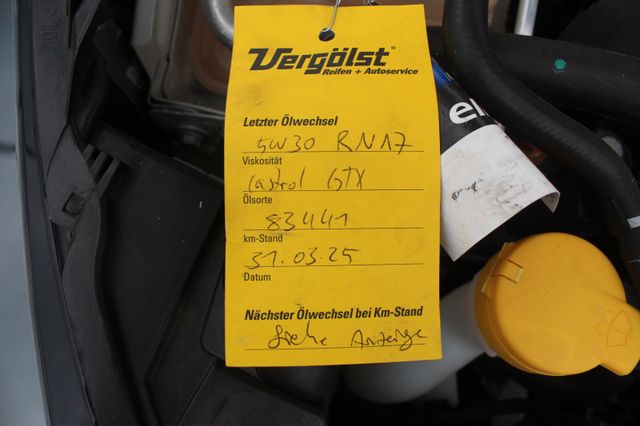 Vergölst
Reifen + Autoservice
Letzter Ölwechsel
5W30 RN17
Viskosität
Castrol GTX
Ölsorte
83441
km-Stand
31.03.25
Datum
Nächster Ölwechsel bei Km-Stand
Siehe Anzeige
el